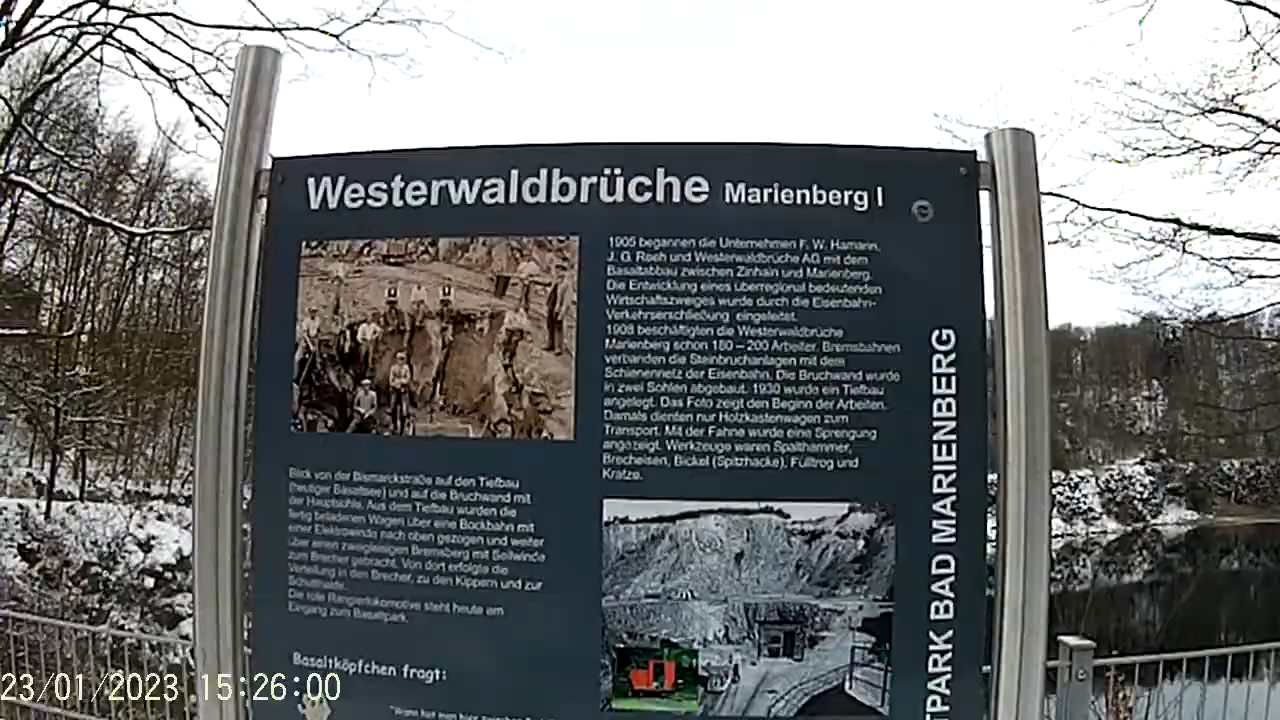 Westerwaldbrüche Marienberg I
1905 begannen die Unternehmen F. W. Hamann,
J. G. Reeh und Westerwaldbrüche AG mit dem
Basaltabbau zwischen Zinhain und Marienberg.
Die Entwicklung eines überregional bedeutenden
Wirtschaftszweiges wurde durch die Eisenbahn-
Verkehrserschließung eingeleitet.
1908 beschäftigten die Westerwaldbrüche
Marienberg schon 180 – 200 Arbeiter. Bremsbahnen
verbanden die Steinbruchanlagen mit dem
Schienennetz der Eisenbahn. Die Bruchwand wurde
in zwei Sohlen abgebaut. 1930 wurde ein Tiefbau
angelegt. Das Foto zeigt den Beginn der Arbeiten.
Damals dienten nur Holzkastenwagen zum
Transport. Mit der Fahne wurde eine Sprengung
angezeigt. Werkzeuge waren Spalthammer,
Brecheisen, Bickel (Spitzhacke), Fülltrog und
Kratze.
Blick von der Bismarckstraße auf den Tiefbau
(heutiger Basaltsee) und auf die Bruchwand mit
der Hauptsohle. Aus dem Tiefbau wurden die
fertig beladenen Wagen über eine Bockbahn mit
einer Elektrowinde nach oben gezogen und weiter
über einen zweigleisigen Bremsberg mit Seilwinde
zum Brecher gebracht. Von dort erfolgte die
Verteilung in den Brecher, zu den Kippern und zur
Schutthalde.
Die rote Rangierlokomotive steht heute am
Eingang zum Basaltpark.
Basaltköpfchen fragt:
TPARK BAD MARIENBERG
23/01/2023 15:26:00